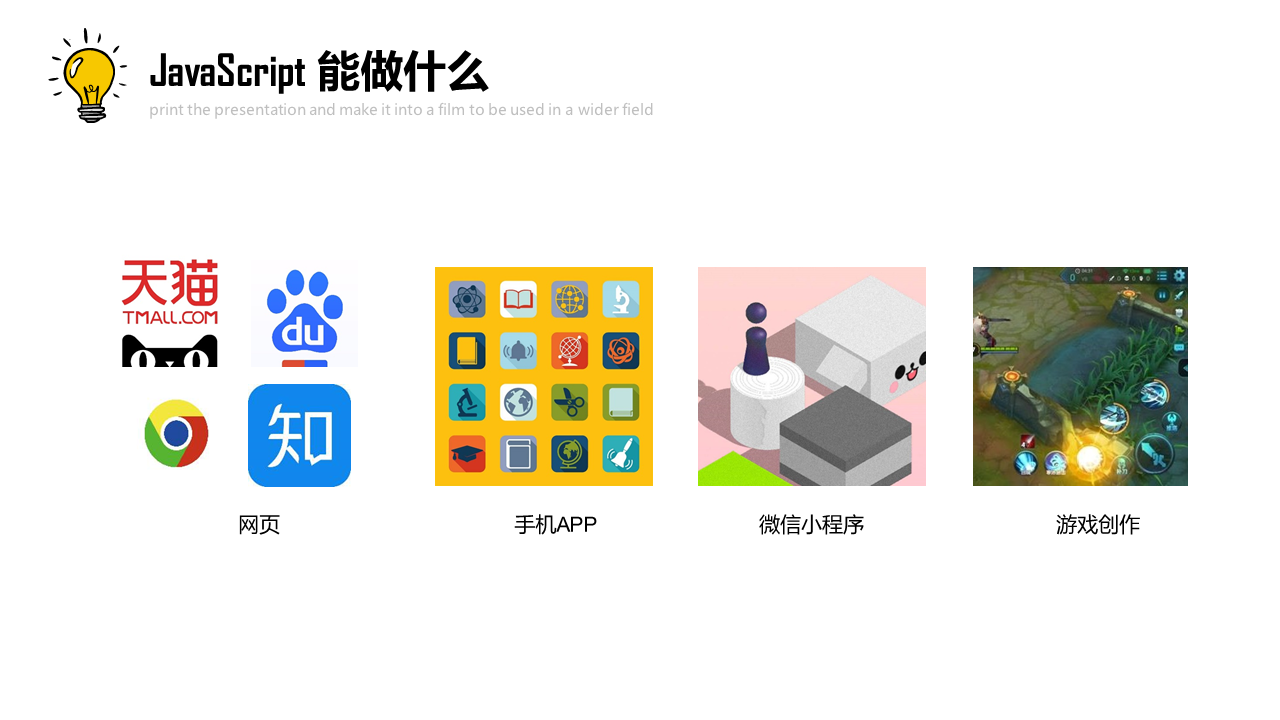 JavaScript 能做什么
print the presentation and make it into a film to be used in a wider field
天猫
TMALL.COM
du
知
网页
手机APP
微信小程序
游戏创作